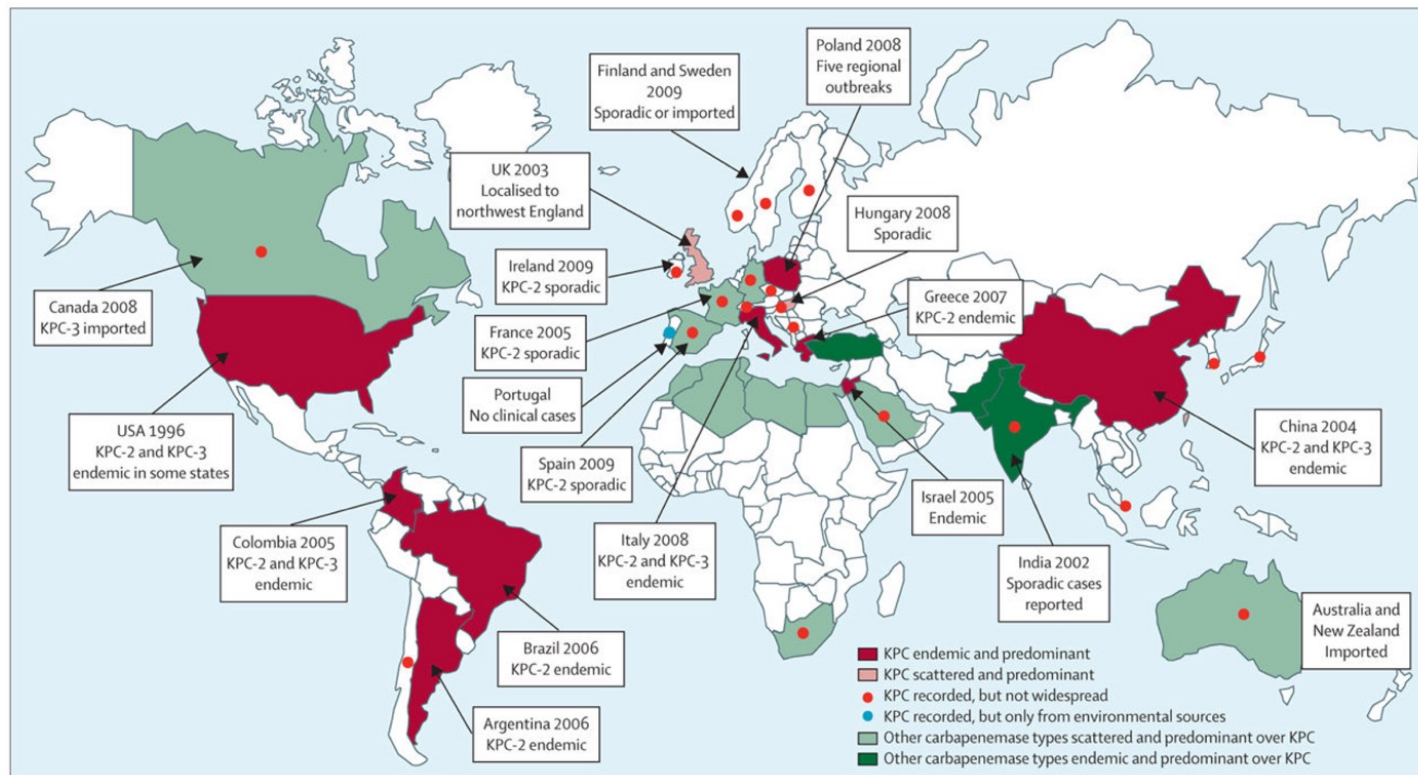 Poland 2008
Five regional
outbreaks
Finland and Sweden
2009
Sporadic or imported
UK 2003
Localised to
northwest England
Hungary 2008
Sporadic
Ireland 2009
KPC-2 sporadic
Canada 2008
KPC-3 imported
Greece 2007
KPC-2 endemic
France 2005
KPC-2 sporadic
Portugal
No clinical cases
USA 1996
KPC-2 and KPC-3
endemic in some states
Spain 2009
KPC-2 sporadic
China 2004
KPC-2 and KPC-3
endemic
Israel 2005
Endemic
Colombia 2005
KPC-2 and KPC-3
endemic
Italy 2008
KPC-2 and KPC-3
endemic
India 2002
Sporadic cases
reported
Australia and
New Zealand
Imported
Brazil 2006
KPC-2 endemic
Argentina 2006
KPC-2 endemic
KPC endemic and predominant
KPC scattered and predominant
KPC recorded, but not widespread
KPC recorded, but only from environmental sources
Other carbapenemase types scattered and predominant over KPC
Other carbapenemase types endemic and predominant over KPC